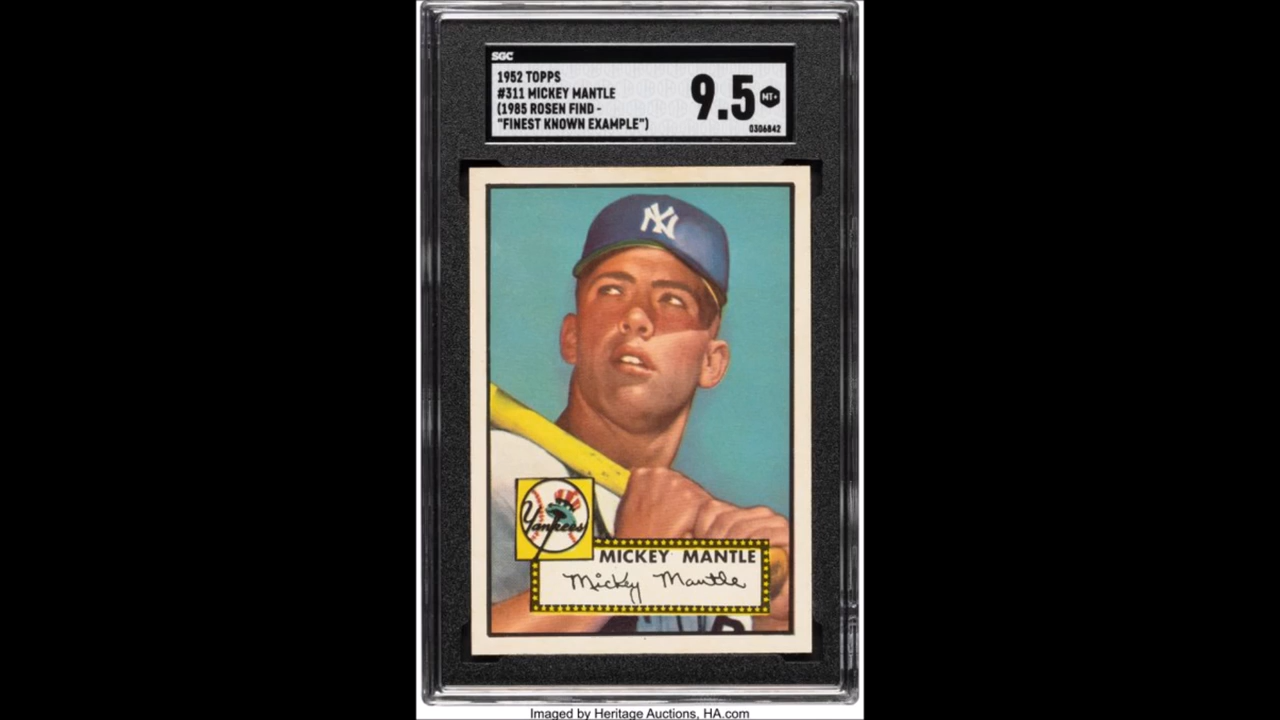 SGC
1952 TOPPS
#311 MICKEY MANTLE
(1985 ROSEN FIND -
"FINEST KNOWN EXAMPLE")
9.5
MT+
0306842
NY
Yankees
MICKEY MANTLE
Mickey Mantle
Imaged by Heritage Auctions, HA.com